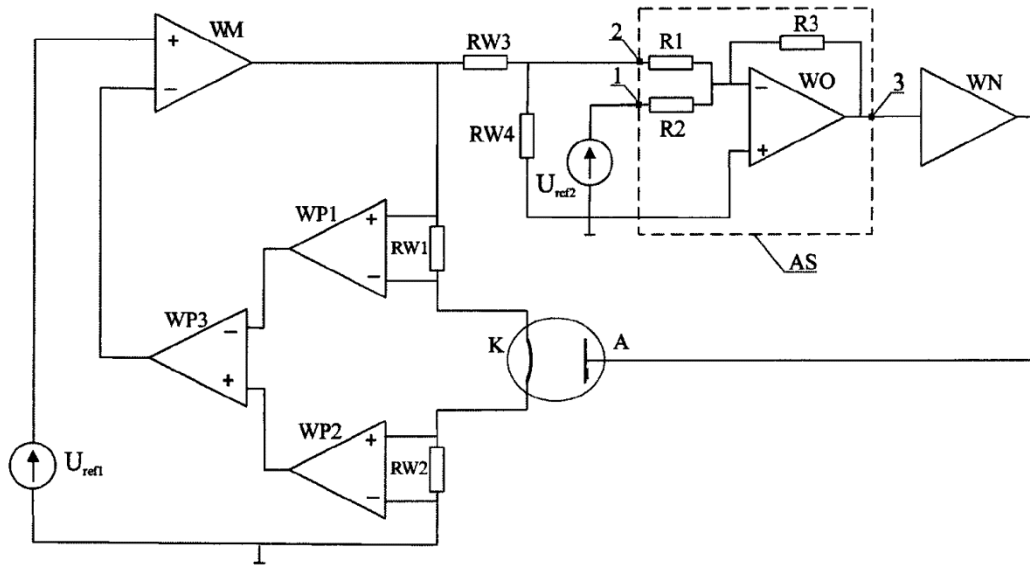 WM
+
−
RW3
2
R1
R3
1
R2
WO
−
+
3
WN
RW4
U_ref2
AS
WP1
+
−
RW1
WP3
−
+
K
A
WP2
+
−
RW2
U_ref1